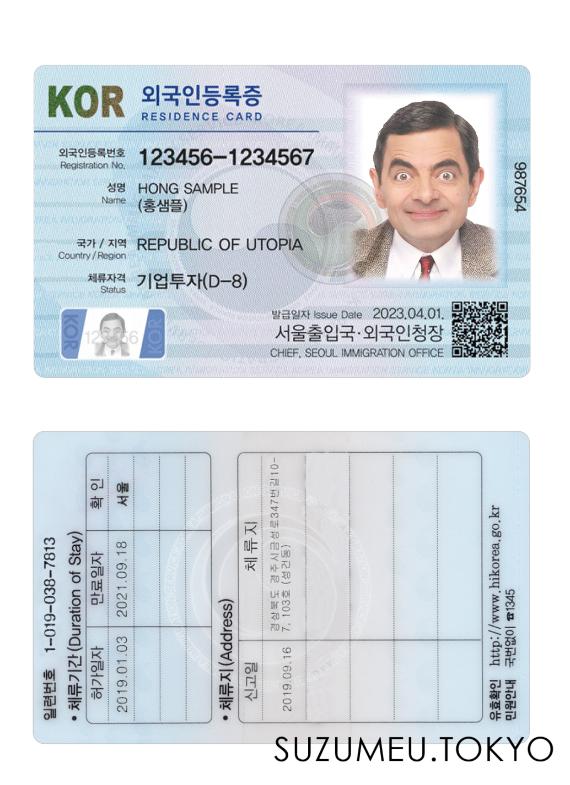 KOR 외국인등록증
RESIDENCE CARD
외국인등록번호 123456-1234567
Registration No.
성명 HONG SAMPLE
Name (홍샘플)
국가 / 지역 REPUBLIC OF UTOPIA
Country / Region
체류자격 기업투자(D-8)
Status
987654
KOR 123456 KOR
발급일자 Issue Date 2023.04.01.
서울출입국·외국인청장
CHIEF, SEOUL IMMIGRATION OFFICE
일련번호 1-019-038-7813
• 체류기간(Duration of Stay)
허가일자 만료일자 확 인
2019.01.03 2021.09.18 서울
• 체류지(Address)
신고일 체 류 지
2019.09.16 경상북도 경주시금성로347번길10-
7, 103호 (성건동)
유효확인 http://www.hikorea.go.kr
민원안내 국번없이 ☎1345
SUZUMEU.TOKYO